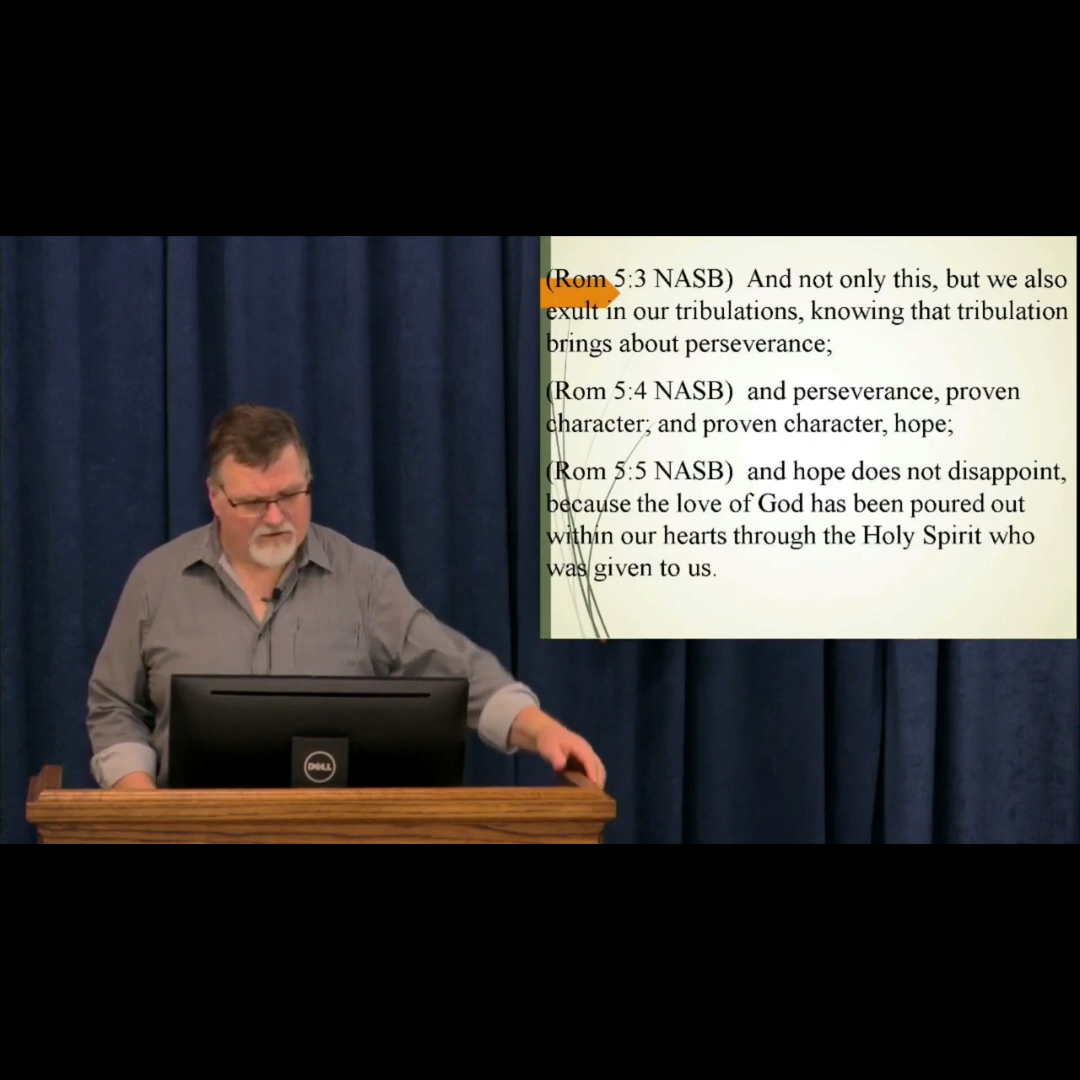 (Rom 5:3 NASB) And not only this, but we also
exult in our tribulations, knowing that tribulation
brings about perseverance;
(Rom 5:4 NASB) and perseverance, proven
character; and proven character, hope;
(Rom 5:5 NASB) and hope does not disappoint,
because the love of God has been poured out
within our hearts through the Holy Spirit who
was given to us.
DELL